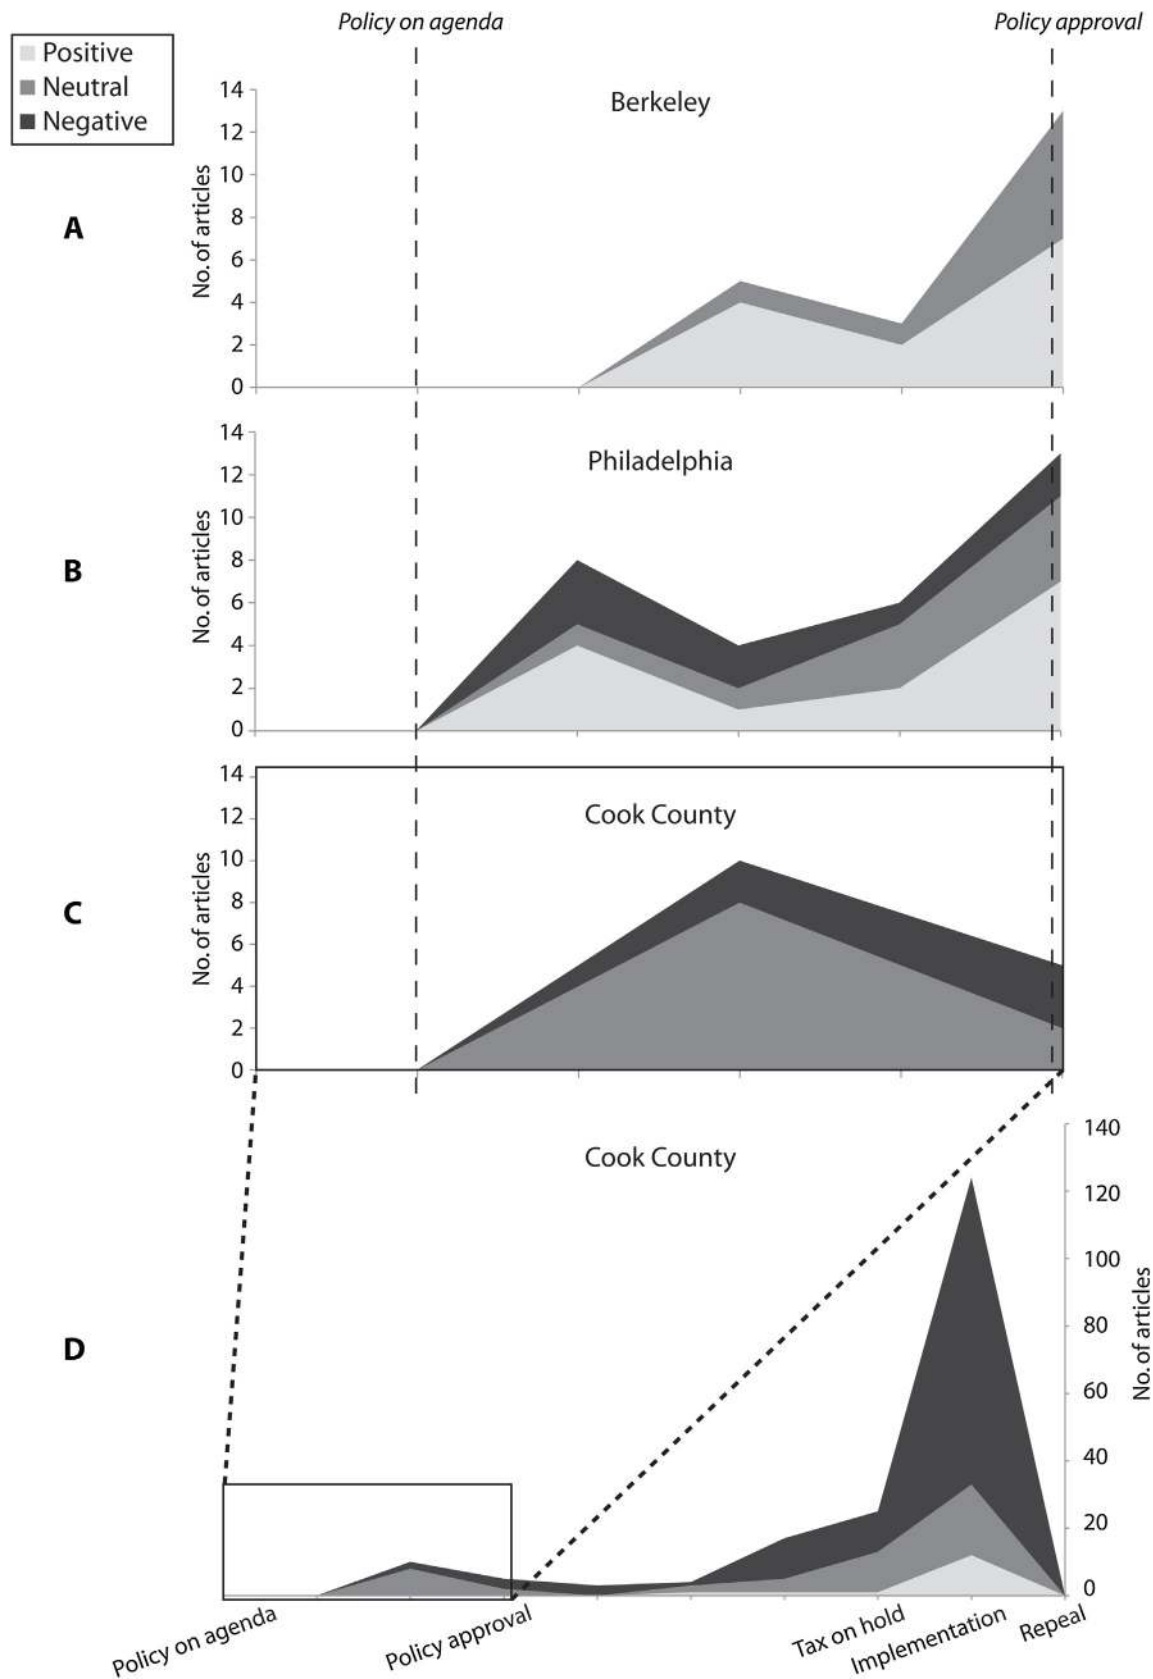 Policy on agenda
Policy approval
Positive
Neutral
Negative
A
Berkeley
No. of articles
14
12
10
8
6
4
2
0
B
Philadelphia
No. of articles
14
12
10
8
6
4
2
0
C
Cook County
No. of articles
14
12
10
8
6
4
2
0
D
Cook County
No. of articles
140
120
100
80
60
40
20
0
Policy on agenda
Policy approval
Tax on hold
Implementation
Repeal